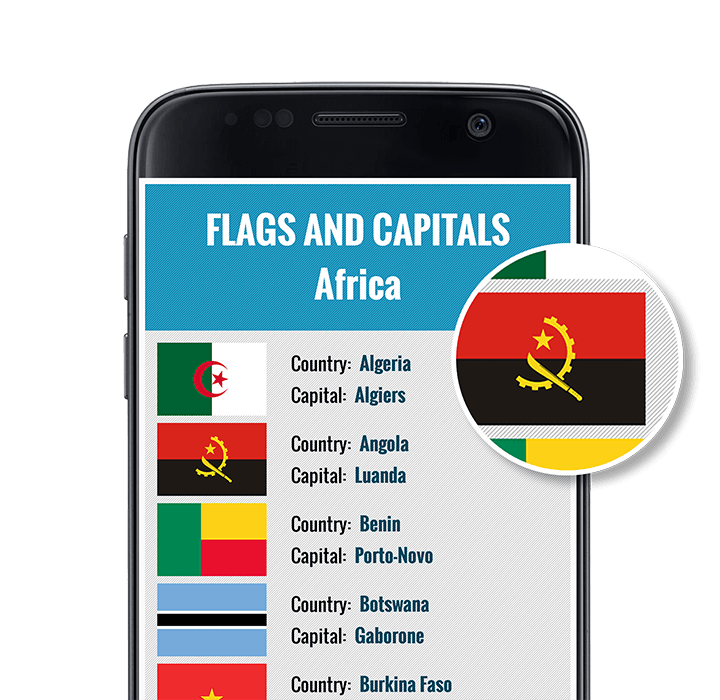 FLAGS AND CAPITALS
Africa
Country: Algeria
Capital: Algiers
Country: Angola
Capital: Luanda
Country: Benin
Capital: Porto-Novo
Country: Botswana
Capital: Gaborone
Country: Burkina Faso